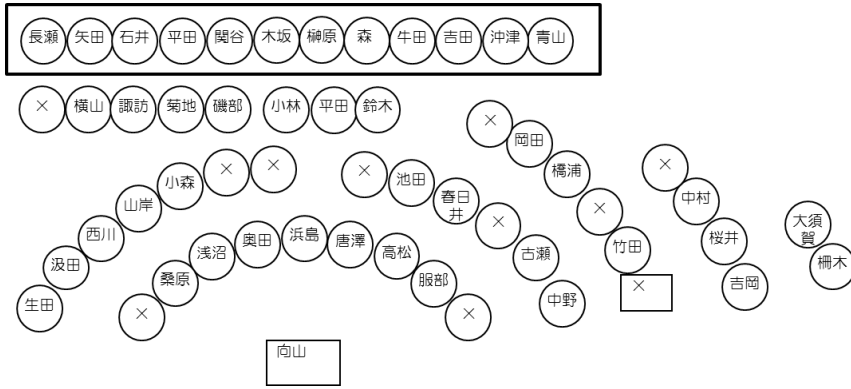 長瀬 矢田 石井 平田 関谷 木坂 榊原 森 牛田 吉田 沖津 青山
× 横山 諏訪 菊地 磯部 小林 平田 鈴木
× 岡田 橋浦 × 竹田 ×
生田 汲田 西川 山岸 小森 × ×
× 池田 春日井 × 古瀬 中野
× 中村 桜井 吉岡
大須賀 柵木
× 桑原 浅沼 奥田 浜島 唐澤 高松 服部 ×
向山